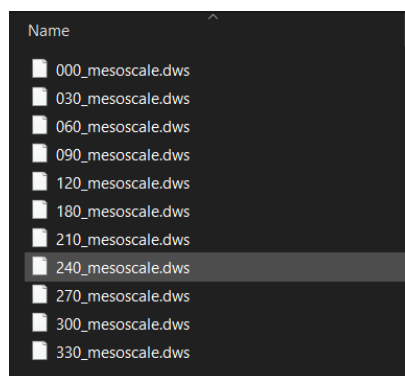 Name
000_mesoscale.dws
030_mesoscale.dws
060_mesoscale.dws
090_mesoscale.dws
120_mesoscale.dws
180_mesoscale.dws
210_mesoscale.dws
240_mesoscale.dws
270_mesoscale.dws
300_mesoscale.dws
330_mesoscale.dws